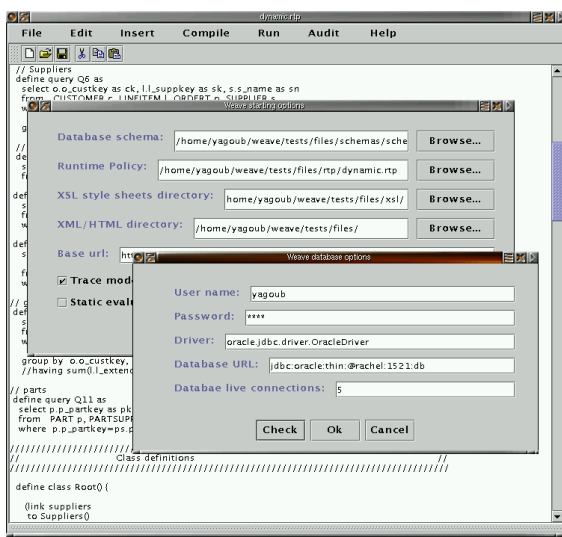 dynamic.rtp
File Edit Insert Compile Run Audit Help
// Suppliers
define query Q6 as
select o.o_custkey as ck, l.l_suppkey as sk, s.s_name as sn
Weave starting options
Database schema: /home/yagoub/weave/tests/files/schemas/sche Browse...
Runtime Policy: /home/yagoub/weave/tests/files/rtp/dynamic.rtp Browse...
XSL style sheets directory: home/yagoub/weave/tests/files/xsl/ Browse...
XML/HTML directory: /home/yagoub/weave/tests/files/ Browse...
Base url:
Trace mod
Static evalu
Weave database options
User name: yagoub
Password: ****
Driver: oracle.jdbc.driver.OracleDriver
Database URL: jdbc:oracle:thin:@rachel:1521:db
Databae live connections: 5
Check Ok Cancel
group by o.o_custkey,
//having sum(l.l_extend
// parts
define query Q11 as
select p.p_partkey as pk
from PART p, PARTSUPP
where p.p_partkey=ps.p
// Class definitions //
define class Root() {
(link suppliers
to Suppliers()